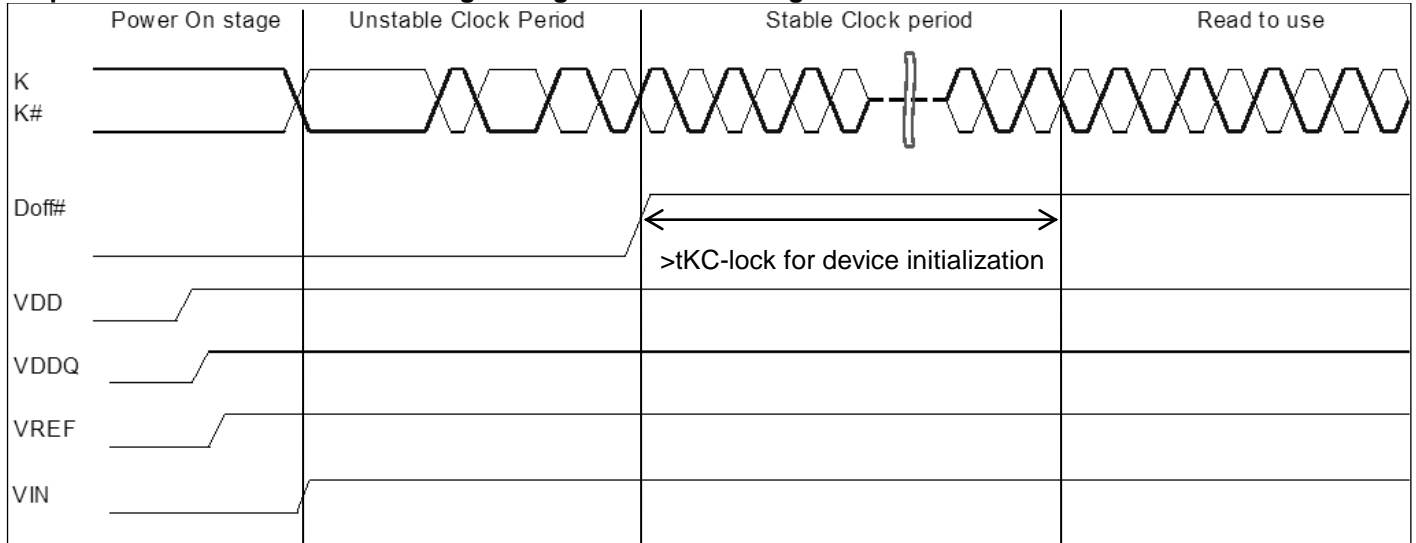 Power On stage Unstable Clock Period Stable Clock period Read to use
K
K#
Doff#
>tKC-lock for device initialization
VDD
VDDQ
VREF
VIN